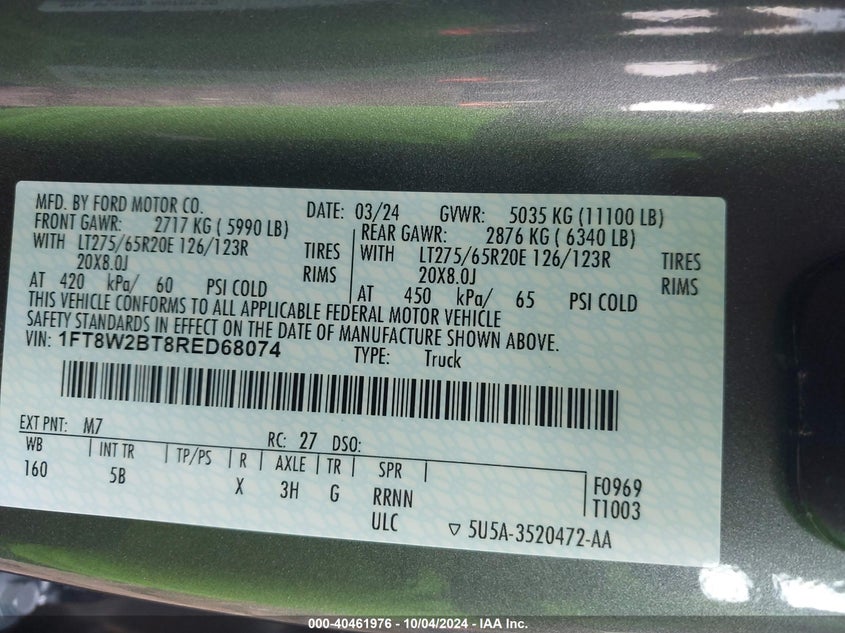 MFD. BY FORD MOTOR CO. DATE: 03/24 GVWR: 5035 KG (11100 LB)
FRONT GAWR: 2717 KG ( 5990 LB) REAR GAWR: 2876 KG ( 6340 LB)
WITH LT275/65R20E 126/123R TIRES WITH LT275/65R20E 126/123R TIRES
20X8.0J RIMS 20X8.0J RIMS
AT 420 kPa/ 60 PSI COLD AT 450 kPa/ 65 PSI COLD
THIS VEHICLE CONFORMS TO ALL APPLICABLE FEDERAL MOTOR VEHICLE
SAFETY STANDARDS IN EFFECT ON THE DATE OF MANUFACTURE SHOWN ABOVE.
VIN: 1FT8W2BT8RED68074 TYPE: Truck
EXT PNT: M7 RC: 27 DSO:
WB INT TR TP/PS R AXLE TR SPR
160 5B X 3H G RRNN F0969
ULC T1003
▽ 5U5A-3520472-AA
000-40461976 - 10/04/2024 - IAA Inc.